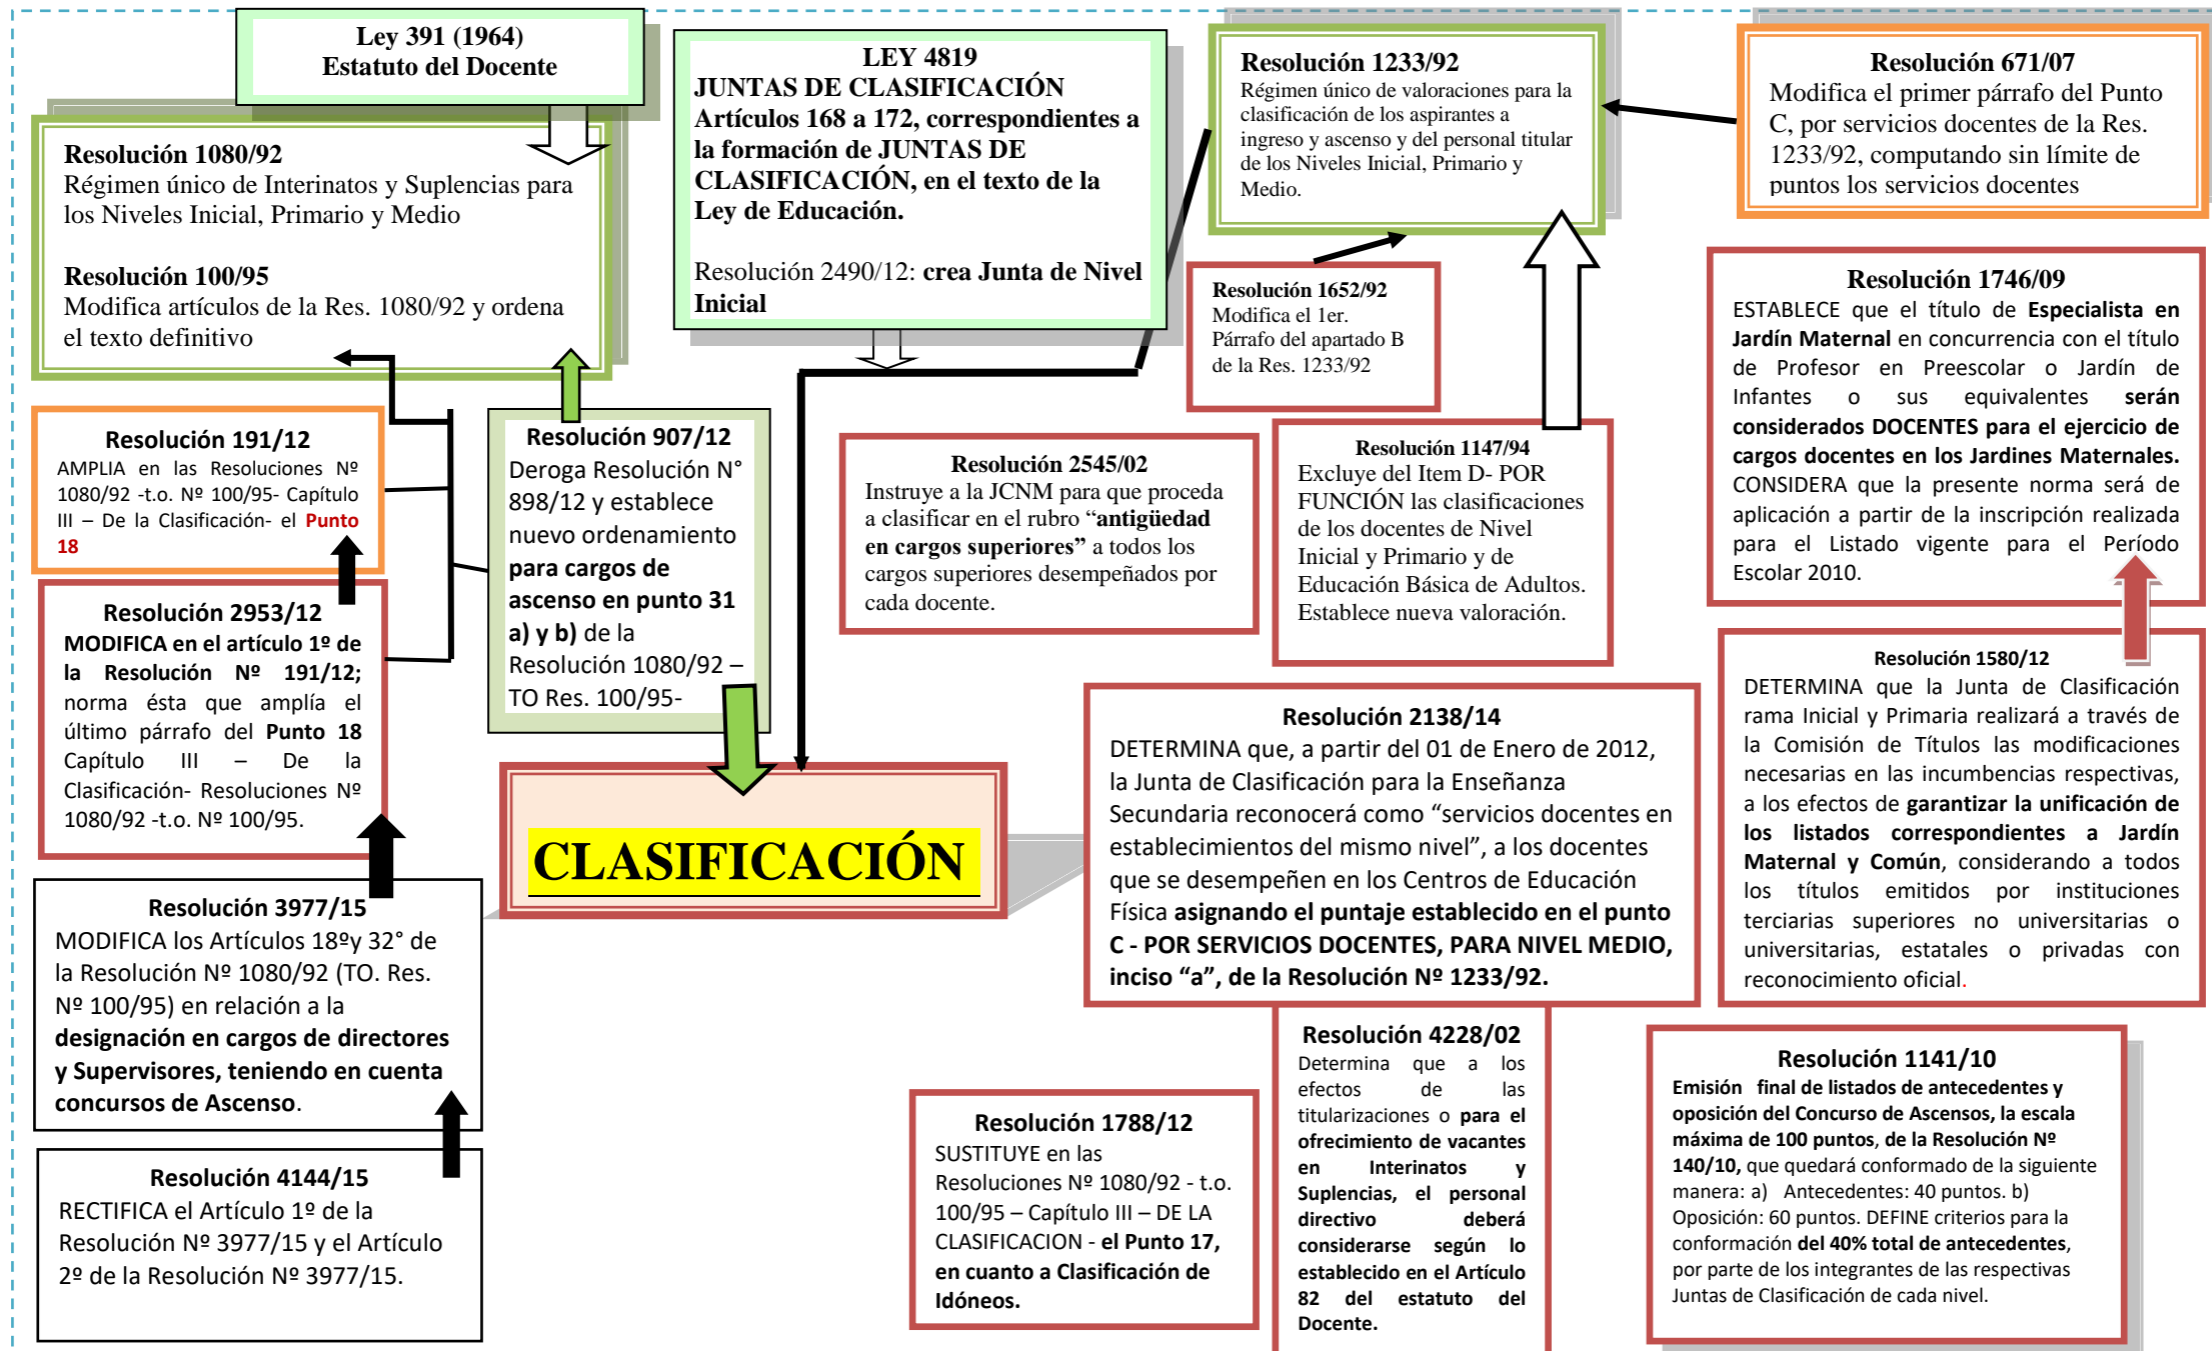 Ley 391 (1964)
Estatuto del Docente
Resolución 1080/92
Régimen único de Interinatos y Suplencias para
los Niveles Inicial, Primario y Medio
Resolución 100/95
Modifica artículos de la Res. 1080/92 y ordena
el texto definitivo
LEY 4819
JUNTAS DE CLASIFICACIÓN
Artículos 168 a 172, correspondientes a
la formación de JUNTAS DE
CLASIFICACIÓN, en el texto de la
Ley de Educación.
Resolución 2490/12: crea Junta de Nivel
Inicial
Resolución 1233/92
Régimen único de valoraciones para la
clasificación de los aspirantes a
ingreso y ascenso y del personal titular
de los Niveles Inicial, Primario y
Medio.
Resolución 671/07
Modifica el primer párrafo del Punto
C, por servicios docentes de la Res.
1233/92, computando sin límite de
puntos los servicios docentes
Resolución 1652/92
Modifica el 1er.
Párrafo del apartado B
de la Res. 1233/92
Resolución 1746/09
ESTABLECE que el título de Especialista en
Jardín Maternal en concurrencia con el título
de Profesor en Preescolar o Jardín de
Infantes o sus equivalentes serán
considerados DOCENTES para el ejercicio de
cargos docentes en los Jardines Maternales.
CONSIDERA que la presente norma será de
aplicación a partir de la inscripción realizada
para el Listado vigente para el Período
Escolar 2010.
Resolución 191/12
AMPLIA en las Resoluciones Nº
1080/92 -t.o. Nº 100/95- Capítulo
III – De la Clasificación- el Punto
18
Resolución 907/12
Deroga Resolución N°
898/12 y establece
nuevo ordenamiento
para cargos de
ascenso en punto 31
a) y b) de la
Resolución 1080/92 –
TO Res. 100/95-
Resolución 2545/02
Instruye a la JCNM para que proceda
a clasificar en el rubro “antigüedad
en cargos superiores” a todos los
cargos superiores desempeñados por
cada docente.
Resolución 1147/94
Excluye del Item D- POR
FUNCIÓN las clasificaciones
de los docentes de Nivel
Inicial y Primario y de
Educación Básica de Adultos.
Establece nueva valoración.
Resolución 2953/12
MODIFICA en el artículo 1º de
la Resolución Nº 191/12;
norma ésta que amplía el
último párrafo del Punto 18
Capítulo III – De la
Clasificación- Resoluciones Nº
1080/92 -t.o. Nº 100/95.
Resolución 1580/12
DETERMINA que la Junta de Clasificación
rama Inicial y Primaria realizará a través de
la Comisión de Títulos las modificaciones
necesarias en las incumbencias respectivas,
a los efectos de garantizar la unificación de
los listados correspondientes a Jardín
Maternal y Común, considerando a todos
los títulos emitidos por instituciones
terciarias superiores no universitarias o
universitarias, estatales o privadas con
reconocimiento oficial.
Resolución 2138/14
DETERMINA que, a partir del 01 de Enero de 2012,
la Junta de Clasificación para la Enseñanza
Secundaria reconocerá como “servicios docentes en
establecimientos del mismo nivel”, a los docentes
que se desempeñen en los Centros de Educación
Física asignando el puntaje establecido en el punto
C - POR SERVICIOS DOCENTES, PARA NIVEL MEDIO,
inciso “a”, de la Resolución Nº 1233/92.
CLASIFICACIÓN
Resolución 3977/15
MODIFICA los Artículos 18ºy 32° de
la Resolución Nº 1080/92 (TO. Res.
Nº 100/95) en relación a la
designación en cargos de directores
y Supervisores, teniendo en cuenta
concursos de Ascenso.
Resolución 4228/02
Determina que a los
efectos de las
titularizaciones o para el
ofrecimiento de vacantes
en Interinatos y
Suplencias, el personal
directivo deberá
considerarse según lo
establecido en el Artículo
82 del estatuto del
Docente.
Resolución 1141/10
Emisión final de listados de antecedentes y
oposición del Concurso de Ascensos, la escala
máxima de 100 puntos, de la Resolución Nº
140/10, que quedará conformado de la siguiente
manera: a) Antecedentes: 40 puntos. b)
Oposición: 60 puntos. DEFINE criterios para la
conformación del 40% total de antecedentes,
por parte de los integrantes de las respectivas
Juntas de Clasificación de cada nivel.
Resolución 1788/12
SUSTITUYE en las
Resoluciones Nº 1080/92 - t.o.
100/95 – Capítulo III – DE LA
CLASIFICACION - el Punto 17,
en cuanto a Clasificación de
Idóneos.
Resolución 4144/15
RECTIFICA el Artículo 1º de la
Resolución Nº 3977/15 y el Artículo
2º de la Resolución Nº 3977/15.